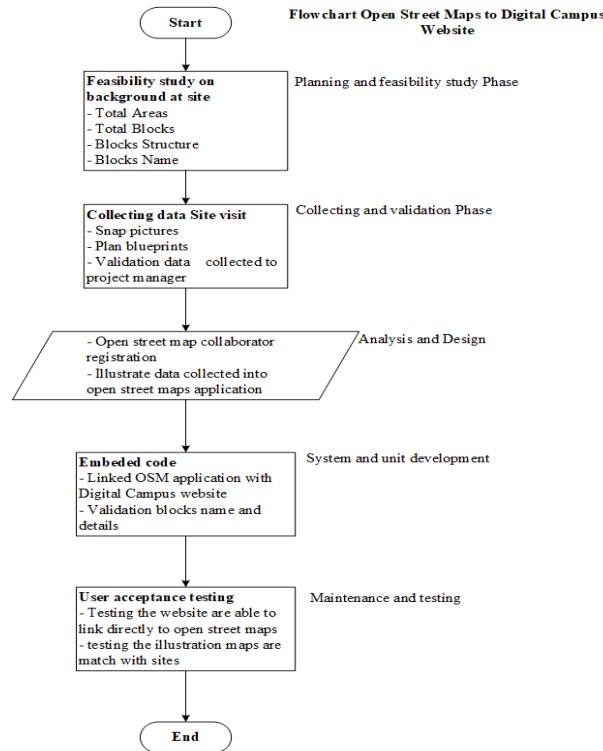 Start
Flowchart Open Street Maps to Digital Campus
Website
Feasibility study on
background at site
- Total Areas
- Total Blocks
- Blocks Structure
- Blocks Name
Planning and feasibility study Phase
Collecting data Site visit
- Snap pictures
- Plan blueprints
- Validation data collected to
project manager
Collecting and validation Phase
- Open street map collaborator
registration
- Illustrate data collected into
open street maps application
Analysis and Design
Embeded code
- Linked OSM application with
Digital Campus website
- Validation blocks name and
details
System and unit development
User acceptance testing
- Testing the website are able to
link directly to open street maps
- testing the illustration maps are
match with sites
Maintenance and testing
End